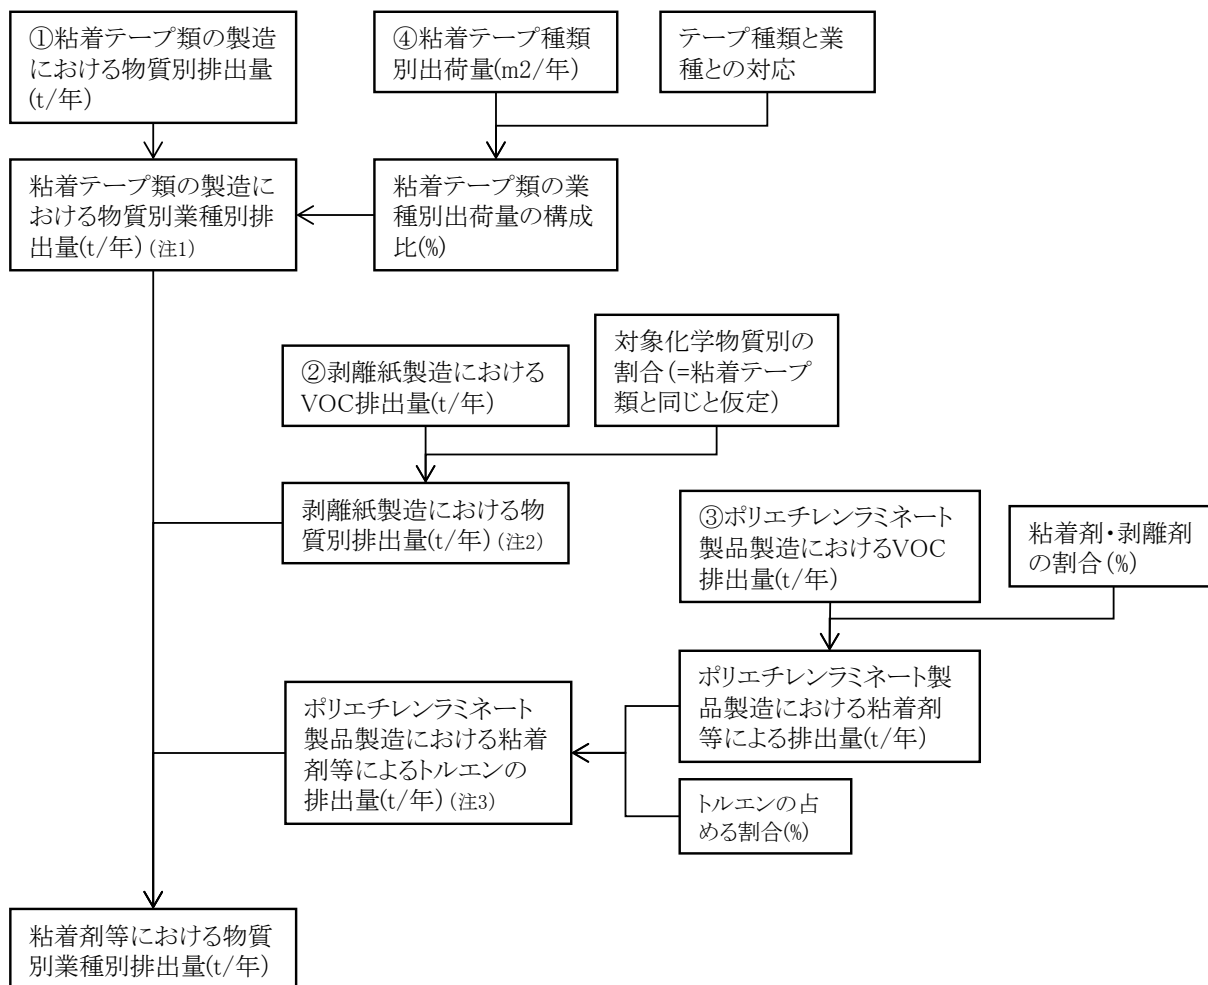 ①粘着テープ類の製造
における物質別排出量
(t/年)
④粘着テープ種類
別出荷量(m2/年)
テープ種類と業
種との対応
粘着テープ類の製造に
おける物質別業種別排
出量(t/年)(注1)
粘着テープ類の業
種別出荷量の構成
比(%)
②剥離紙製造における
VOC排出量(t/年)
対象化学物質別の
割合(=粘着テープ
類と同じと仮定)
剥離紙製造における物
質別排出量(t/年)(注2)
③ポリエチレンラミネート
製品製造におけるVOC
排出量(t/年)
粘着剤・剥離剤
の割合(%)
ポリエチレンラミネート製
品製造における粘着剤
等による排出量(t/年)
ポリエチレンラミネート
製品製造における粘着
剤等によるトルエンの
排出量(t/年)(注3)
トルエンの占
める割合(%)
粘着剤等における物質
別業種別排出量(t/年)